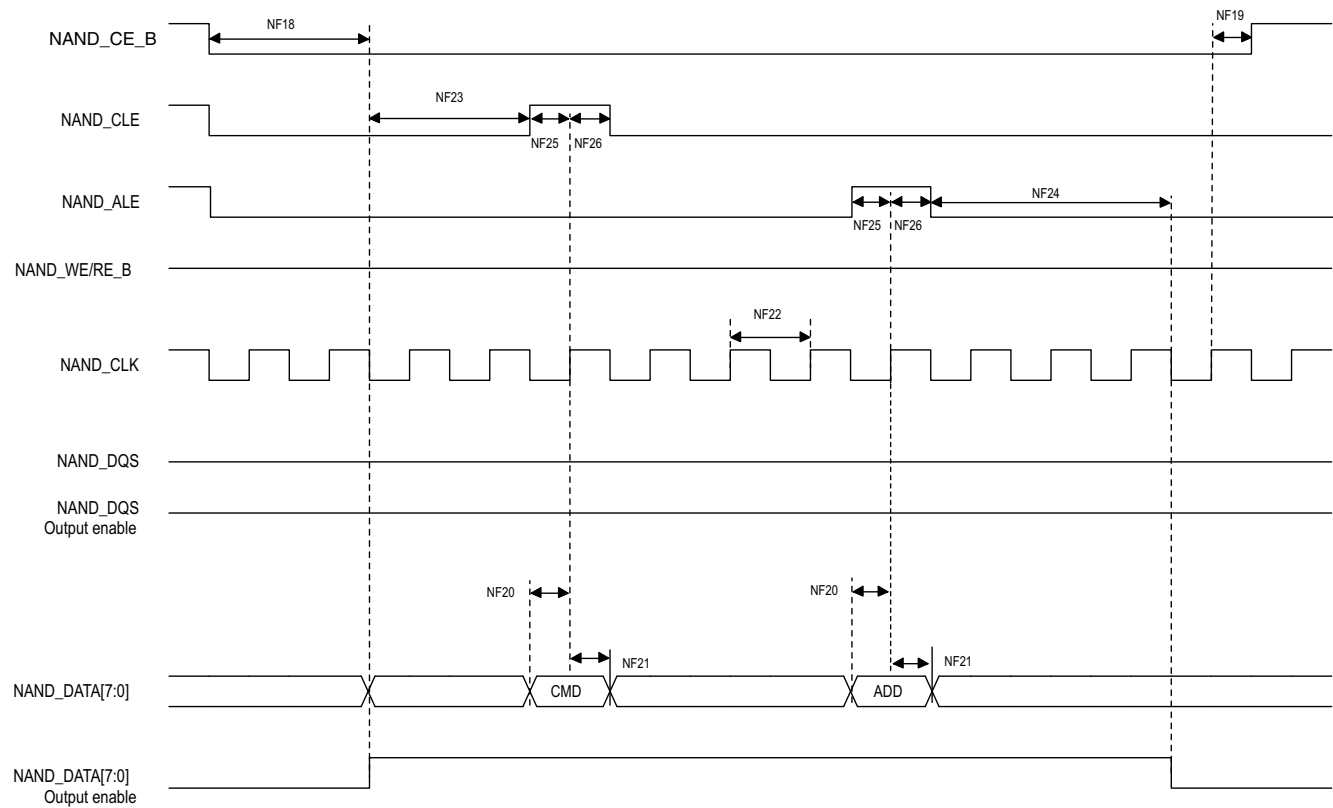 NF19
NF18
NAND_CE_B
NF23
NAND_CLE
NF25 NF26
NAND_ALE
NF24
NF25 NF26
NAND_WE/RE_B
NF22
NAND_CLK
NAND_DQS
NAND_DQS
Output enable
NF20
NF20
NF21
NF21
NAND_DATA[7:0]
CMD
ADD
NAND_DATA[7:0]
Output enable